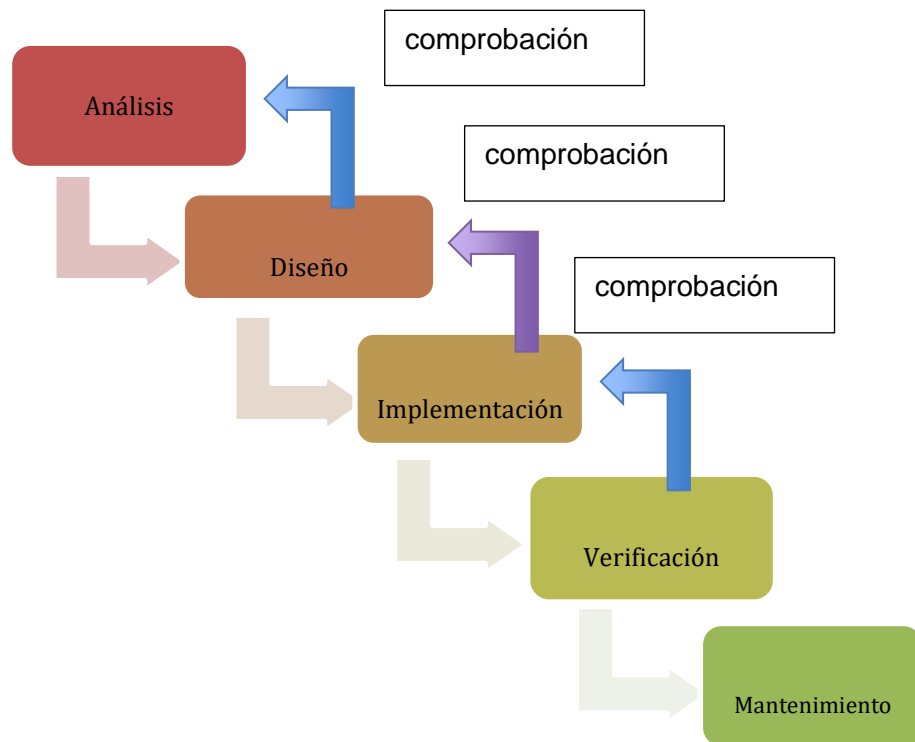 comprobación
Análisis
comprobación
Diseño
comprobación
Implementación
Verificación
Mantenimiento